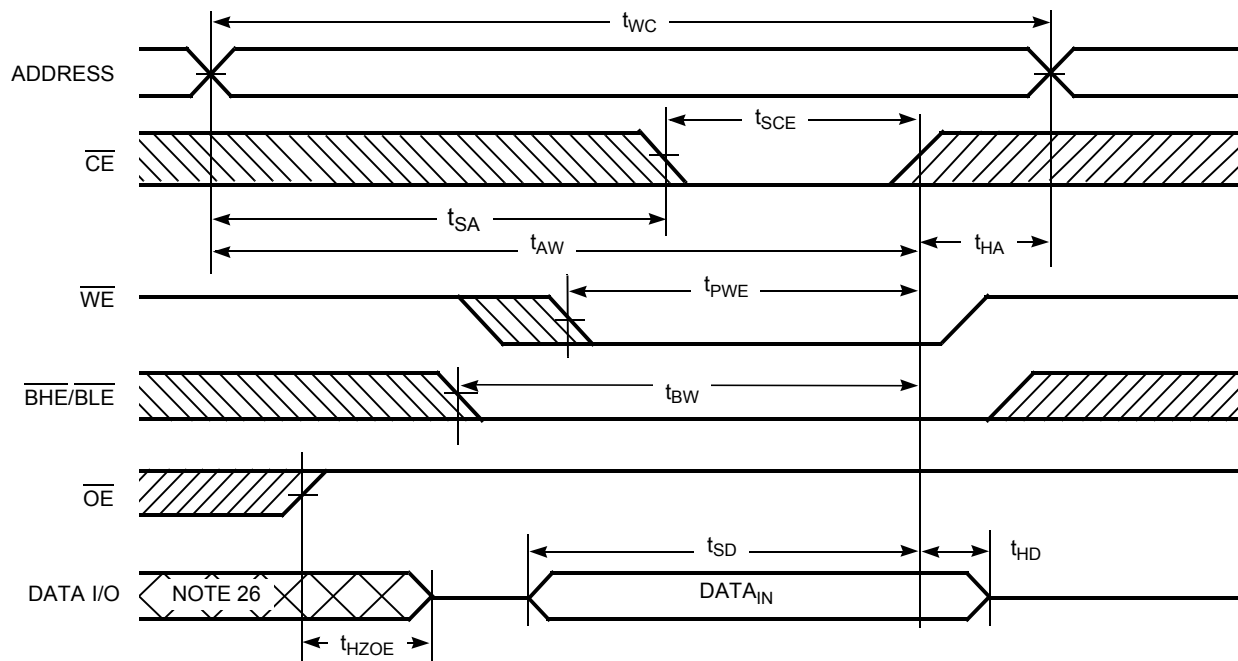 tWC
ADDRESS
tSCE
CE
tSA
tAW
tHA
WE
tPWE
BHE/BLE
tBW
OE
tSD
tHD
DATA I/O
NOTE 26
DATAIN
tHZOE